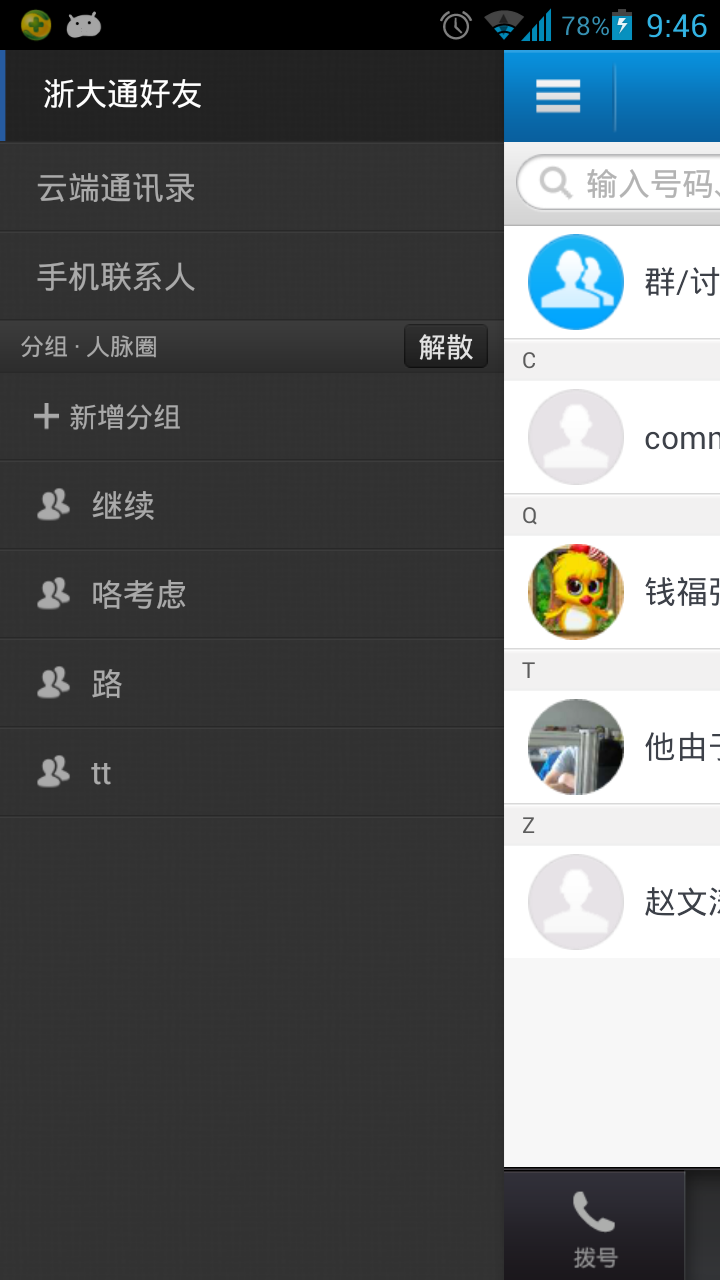 78% 9:46
浙大通好友
云端通讯录
手机联系人
分组 · 人脉圈 解散
新增分组
继续
咯考虑
路
tt
输入号码、
群/讨
C
comm
Q
钱福
T
他由于
Z
赵文
拨号